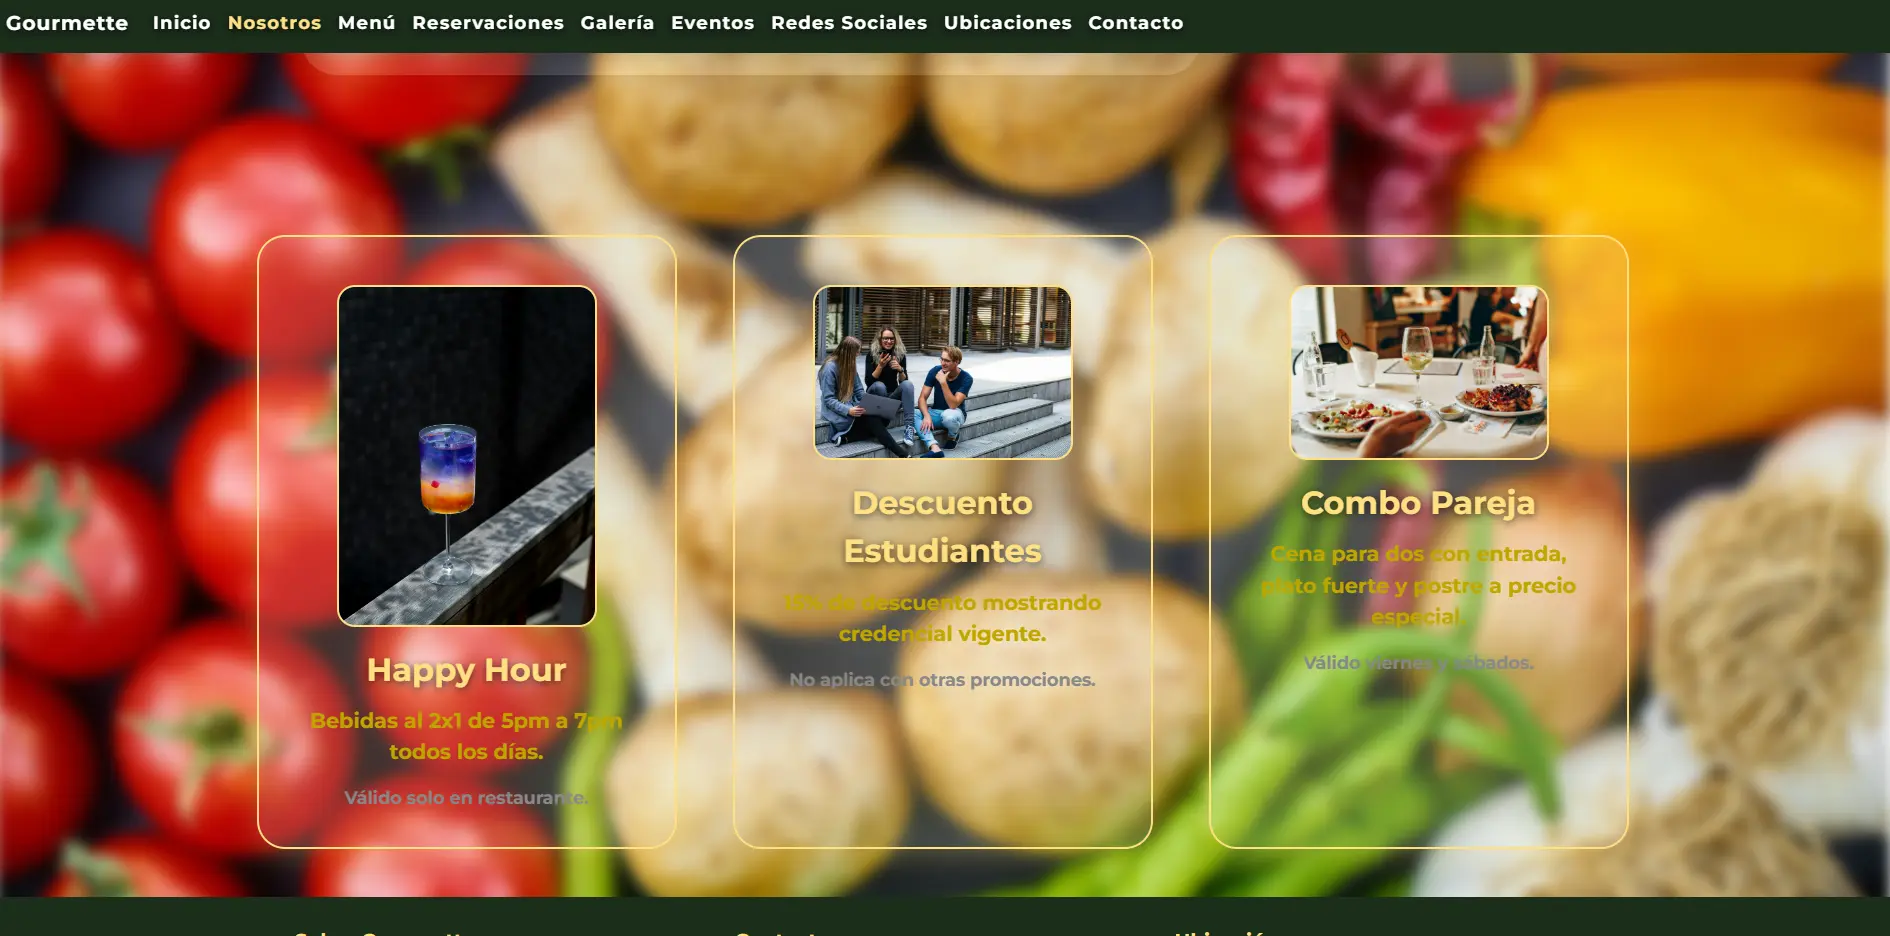 Gourmette Inicio Nosotros Menú Reservaciones Galería Eventos Redes Sociales Ubicaciones Contacto
Happy Hour
Bebidas al 2x1 de 5pm a 7pm
todos los días.
Válido solo en restaurante.
Descuento
Estudiantes
15% de descuento mostrando
credencial vigente.
No aplica con otras promociones.
Combo Pareja
Cena para dos con entrada,
plato fuerte y postre a precio
especial.
Válido viernes y sábados.